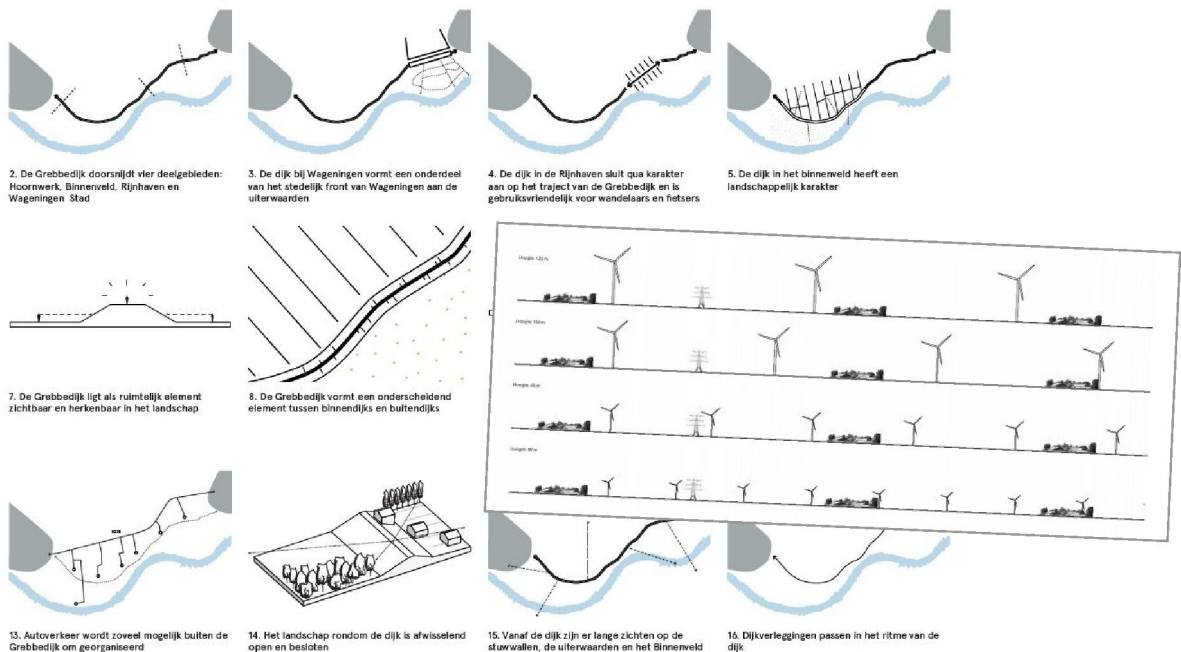 2. De Grebbedijk doorsnijdt vier deelgebieden:
Hoornwerk, Binnenveld, Rijnhaven en
Wageningen Stad
3. De dijk bij Wageningen vormt een onderdeel
van het stedelijk front van Wageningen aan de
uiterwaarden
4. De dijk in de Rijnhaven sluit qua karakter
aan op het traject van de Grebbedijk en is
gebruiksvriendelijk voor wandelaars en fietsers
5. De dijk in het binnenveld heeft een
landschappelijk karakter
7. De Grebbedijk ligt als ruimtelijk element
zichtbaar en herkenbaar in het landschap
8. De Grebbedijk vormt een onderscheidend
element tussen binnendijks en buitendijks
Hoogte
Hoogte
Hoogte
Hoogte
13. Autoverkeer wordt zoveel mogelijk buiten de
Grebbedijk om georganiseerd
14. Het landschap rondom de dijk is afwisselend
open en besloten
15. Vanaf de dijk zijn er lange zichten op de
stuwwallen, de uiterwaarden en het Binnenveld
16. Dijkverleggingen passen in het ritme van de
dijk